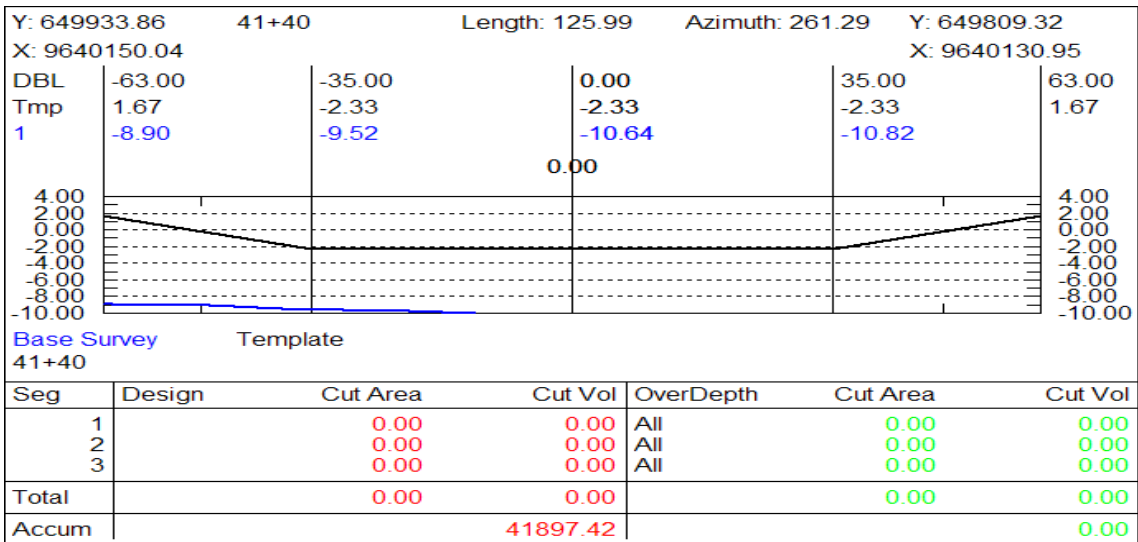 Y: 649933.86 41+40 Length: 125.99 Azimuth: 261.29 Y: 649809.32
X: 9640150.04 X: 9640130.95
DBL -63.00 -35.00 0.00 35.00 63.00
Tmp 1.67 -2.33 -2.33 -2.33 1.67
1 -8.90 -9.52 -10.64 -10.82
0.00
4.00 4.00
2.00 2.00
0.00 0.00
-2.00 -2.00
-4.00 -4.00
-6.00 -6.00
-8.00 -8.00
-10.00 -10.00
Base Survey Template
41+40
Seg Design Cut Area Cut Vol OverDepth Cut Area Cut Vol
1 0.00 0.00 All 0.00 0.00
2 0.00 0.00 All 0.00 0.00
3 0.00 0.00 All 0.00 0.00
Total 0.00 0.00 0.00 0.00
Accum 41897.42 0.00